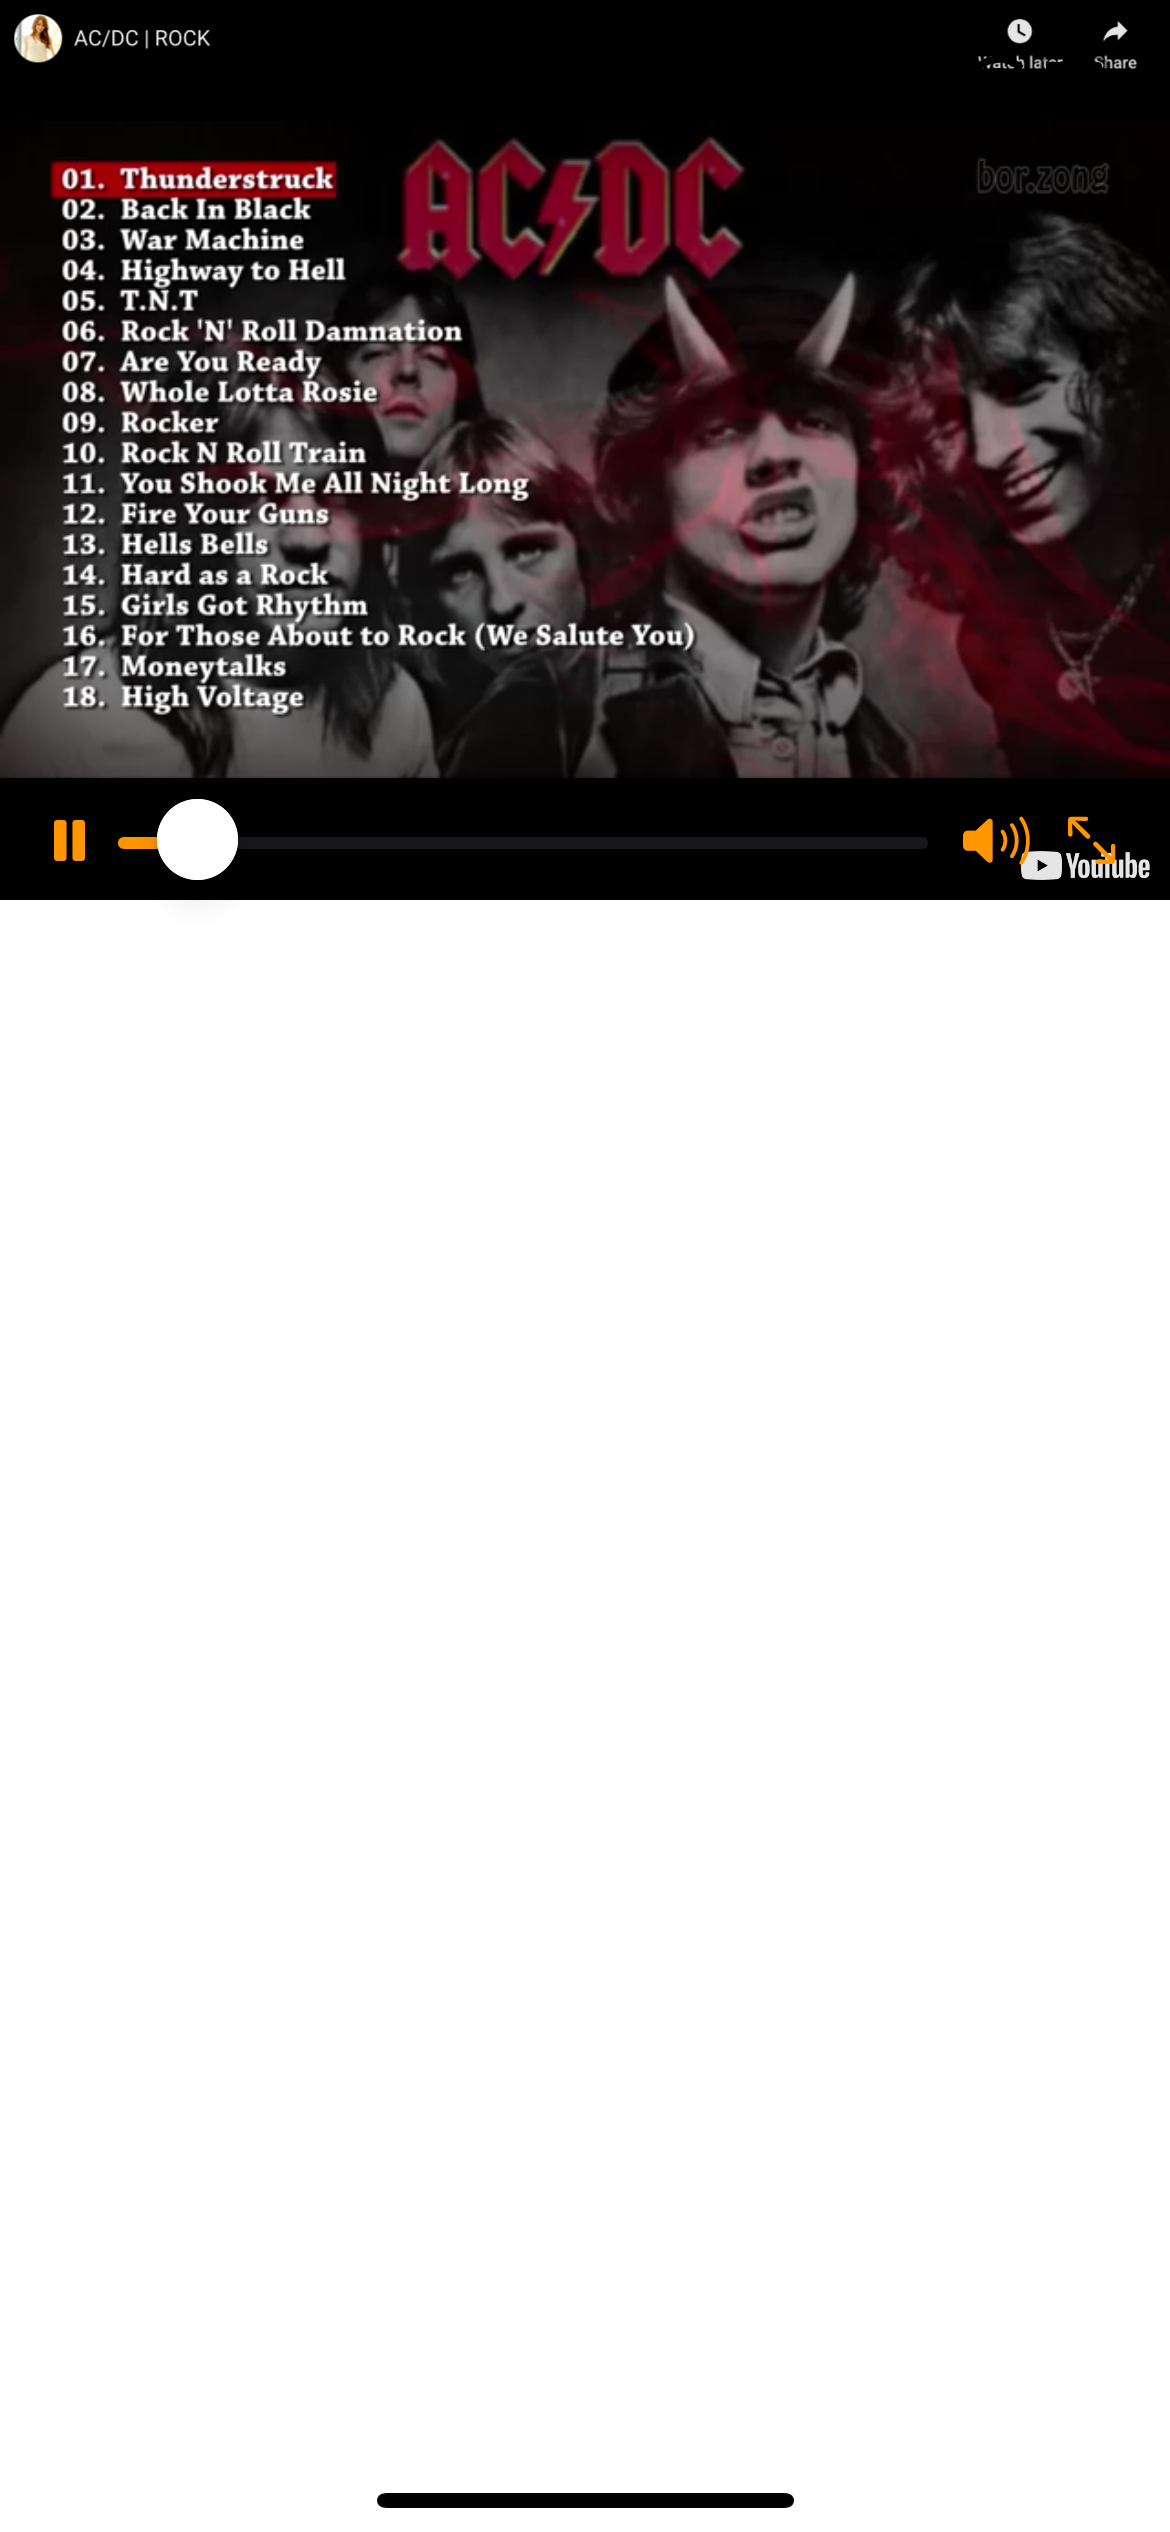 AC/DC | ROCK
Watch later
Share
AC/DC
bor.zong
01. Thunderstruck
02. Back In Black
03. War Machine
04. Highway to Hell
05. T.N.T
06. Rock 'N' Roll Damnation
07. Are You Ready
08. Whole Lotta Rosie
09. Rocker
10. Rock N Roll Train
11. You Shook Me All Night Long
12. Fire Your Guns
13. Hells Bells
14. Hard as a Rock
15. Girls Got Rhythm
16. For Those About to Rock (We Salute You)
17. Moneytalks
18. High Voltage
YouTube